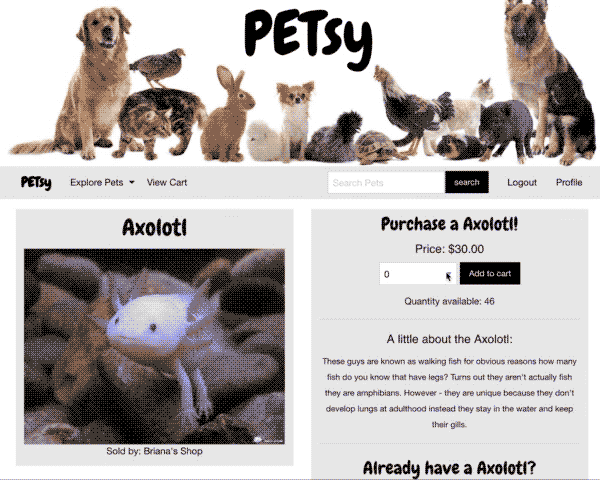 PETsy
PETsy Explore Pets View Cart Search Pets search Logout Profile
Axolotl
Sold by: Briana's Shop
Purchase a Axolotl!
Price: $30.00
0 Add to cart
Quantity available: 46
A little about the Axolotl:
These guys are known as walking fish for obvious reasons how many
fish do you know that have legs? Turns out they aren't actually fish
they are amphibians. However - they are unique because they don't
develop lungs at adulthood instead they stay in the water and keep
their gills.
Already have a Axolotl?